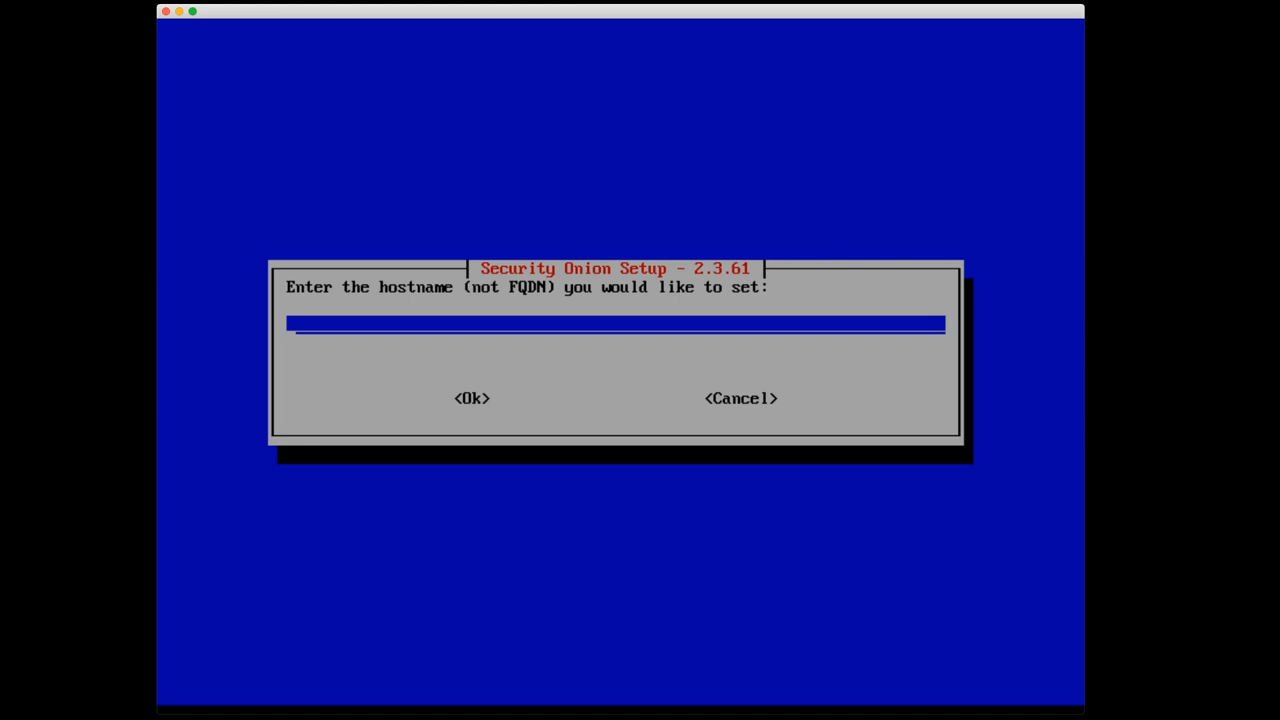 Security Onion Setup - 2.3.61
Enter the hostname (not FQDN) you would like to set:
<Ok> <Cancel>